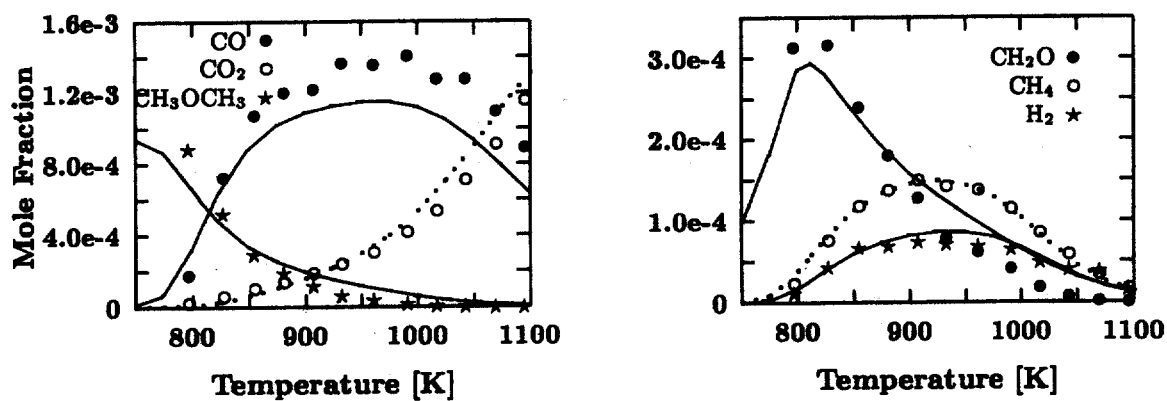 1.6e-3
1.2e-3
8.0e-4
4.0e-4
0
Mole Fraction
CO
CO2
CH3OCH3
800
900
1000
1100
Temperature [K]
3.0e-4
2.0e-4
1.0e-4
0
CH2O
CH4
H2
800
900
1000
1100
Temperature [K]